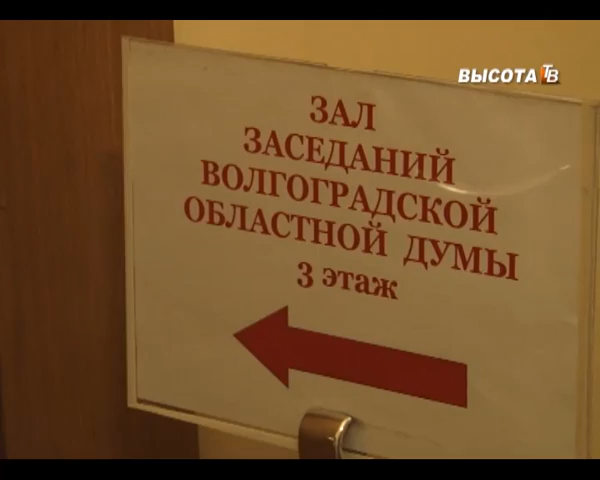 ВЫСОТА ТВ
ЗАЛ
ЗАСЕДАНИЙ
ВОЛГОГРАДСКОЙ
ОБЛАСТНОЙ ДУМЫ
3 этаж